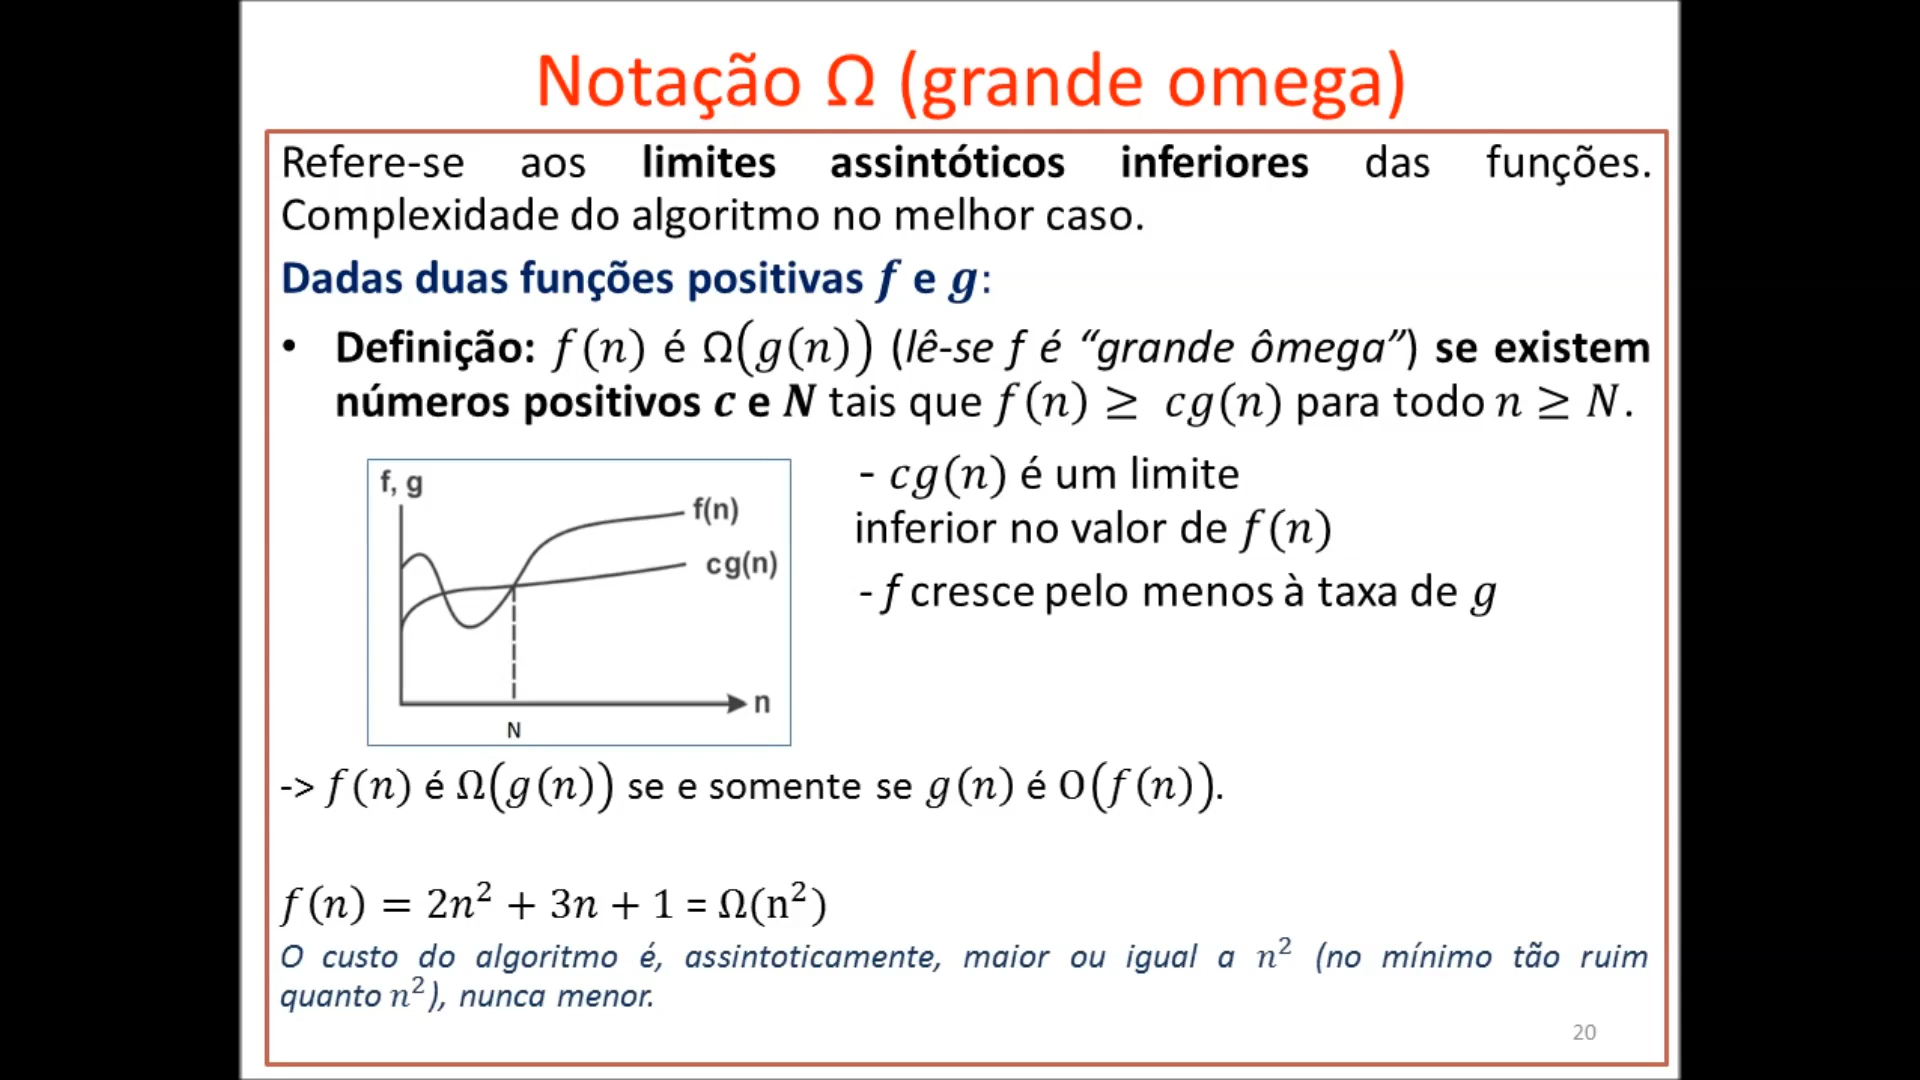 Notação Ω (grande omega)
Refere-se aos limites assintóticos inferiores das funções.
Complexidade do algoritmo no melhor caso.
Dadas duas funções positivas f e g:
• Definição: f(n) é Ω(g(n)) (lê-se f é “grande ômega”) se existem
números positivos c e N tais que f(n) ≥ cg(n) para todo n ≥ N.
f, g
f(n)
cg(n)
n
N
- cg(n) é um limite
inferior no valor de f(n)
- f cresce pelo menos à taxa de g
-> f(n) é Ω(g(n)) se e somente se g(n) é O(f(n)).
f(n) = 2n² + 3n + 1 = Ω(n²)
O custo do algoritmo é, assintoticamente, maior ou igual a n² (no mínimo tão ruim
quanto n²), nunca menor.
20